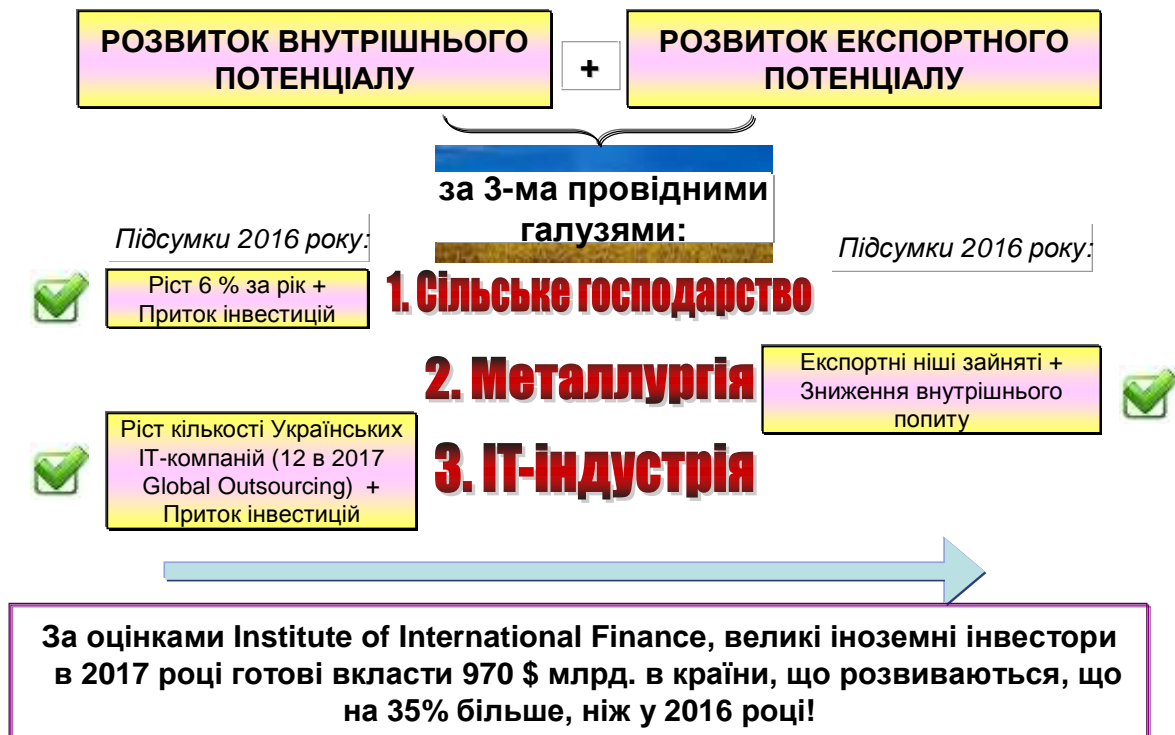 РОЗВИТОК ВНУТРІШНЬОГО
ПОТЕНЦІАЛУ
+
РОЗВИТОК ЕКСПОРТНОГО
ПОТЕНЦІАЛУ
за 3-ма провідними
галузями:
Підсумки 2016 року:
Підсумки 2016 року:
Ріст 6 % за рік +
Приток інвестицій
1. Сільське господарство
2. Металлургія
Експортні ніші зайняті +
Зниження внутрішнього
попиту
Ріст кількості Українських
ІТ-компаній (12 в 2017
Global Outsourcing) +
Приток інвестицій
3. ІТ-індустрія
За оцінками Institute of International Finance, великі іноземні інвестори
в 2017 році готові вкласти 970 $ млрд. в країни, що розвиваються, що
на 35% більше, ніж у 2016 році!